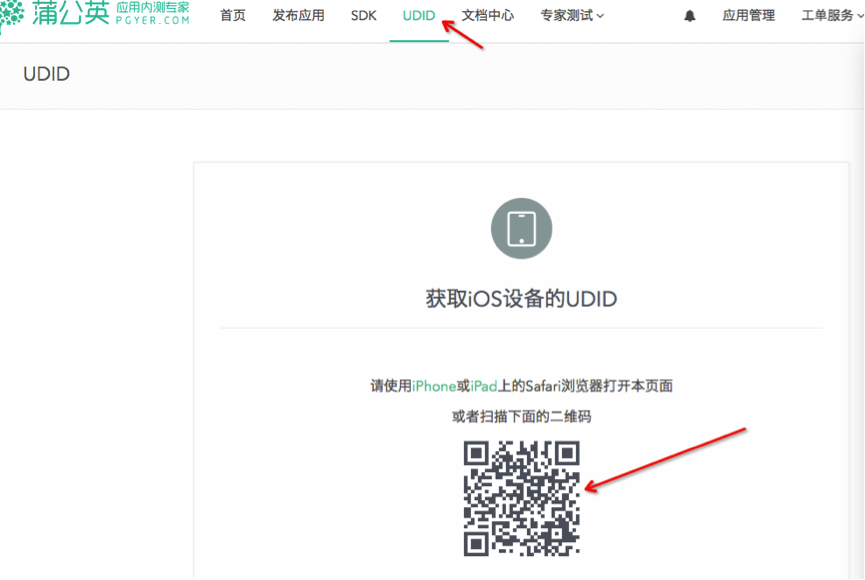 蒲公英 应用内测专家
PGYER.COM
首页 发布应用 SDK UDID 文档中心 专家测试 应用管理 工单服务
UDID
获取iOS设备的UDID
请使用iPhone或iPad上的Safari浏览器打开本页面
或者扫描下面的二维码